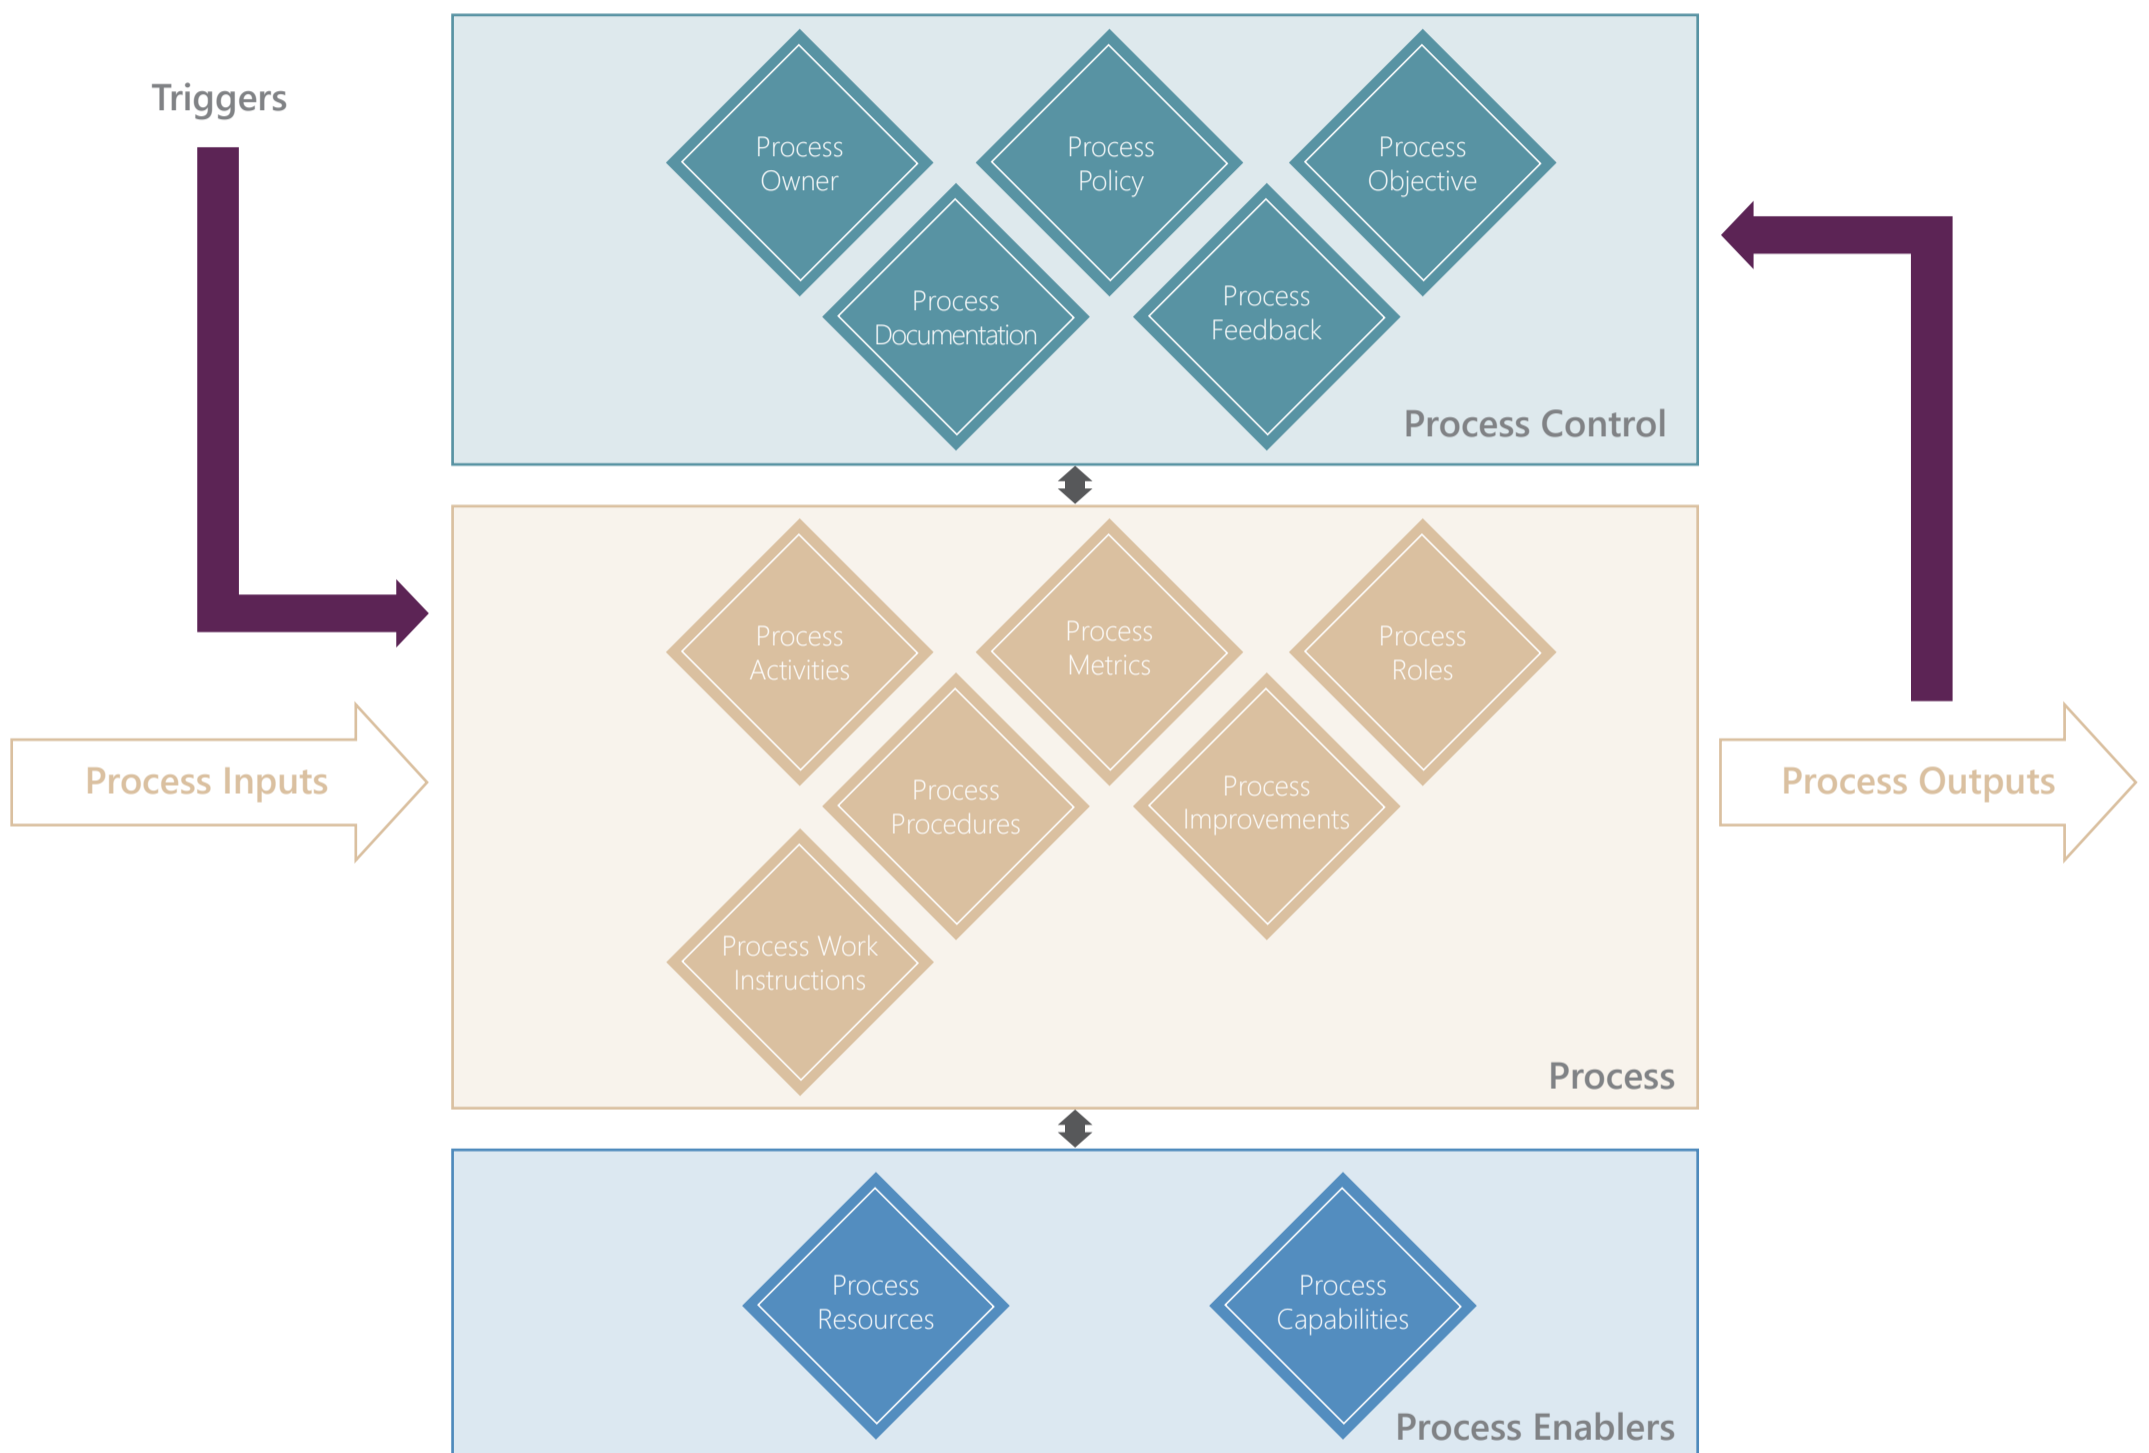 Triggers
Process
Owner
Process
Policy
Process
Objective
Process
Documentation
Process
Feedback
Process Control
Process
Activities
Process
Metrics
Process
Roles
Process Inputs
Process
Procedures
Process
Improvements
Process Outputs
Process Work
Instructions
Process
Process
Resources
Process
Capabilities
Process Enablers